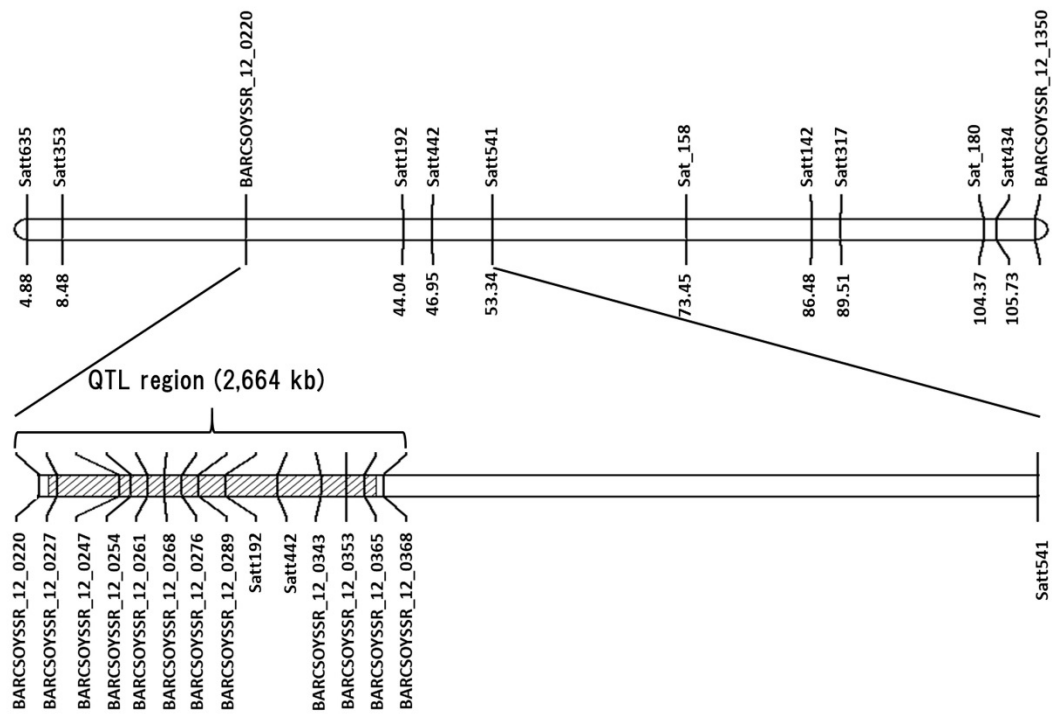 Satt635
Satt353
BARCSOYSSR_12_0220
Satt192
Satt442
Satt541
Sat_158
Satt142
Satt317
Sat_180
Satt434
BARCSOYSSR_12_1350
4.88
8.48
44.04
46.95
53.34
73.45
86.48
89.51
104.37
105.73
QTL region (2,664 kb)
BARCSOYSSR_12_0220
BARCSOYSSR_12_0227
BARCSOYSSR_12_0247
BARCSOYSSR_12_0254
BARCSOYSSR_12_0261
BARCSOYSSR_12_0268
BARCSOYSSR_12_0276
BARCSOYSSR_12_0289
Satt192
Satt442
BARCSOYSSR_12_0343
BARCSOYSSR_12_0353
BARCSOYSSR_12_0365
BARCSOYSSR_12_0368
Satt541